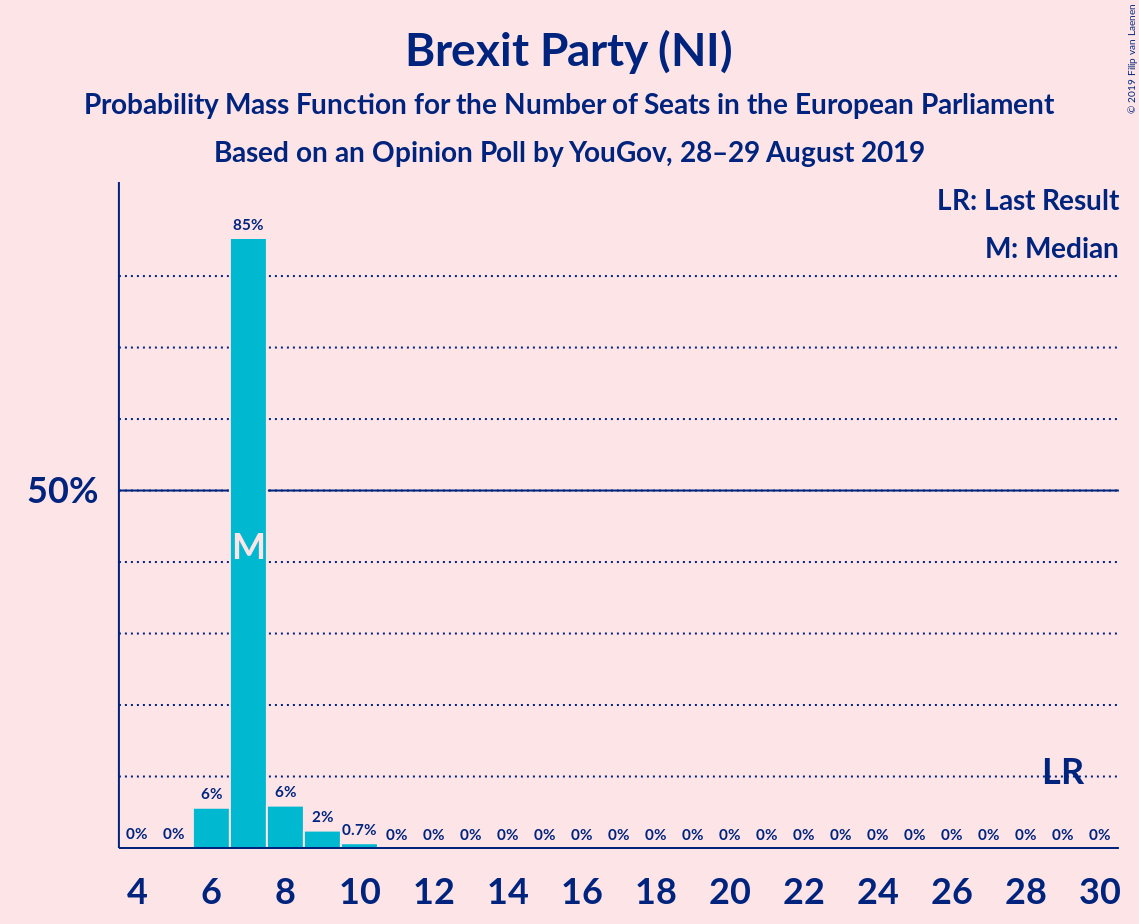 Brexit Party (NI)
Probability Mass Function for the Number of Seats in the European Parliament
Based on an Opinion Poll by YouGov, 28–29 August 2019
© 2019 Filip van Laenen
LR: Last Result
M: Median
85%
50%
M
LR
0% 0% 6% 6% 2% 0.7% 0% 0% 0% 0% 0% 0% 0% 0% 0% 0% 0% 0% 0% 0% 0% 0% 0% 0% 0% 0%
4 6 8 10 12 14 16 18 20 22 24 26 28 30